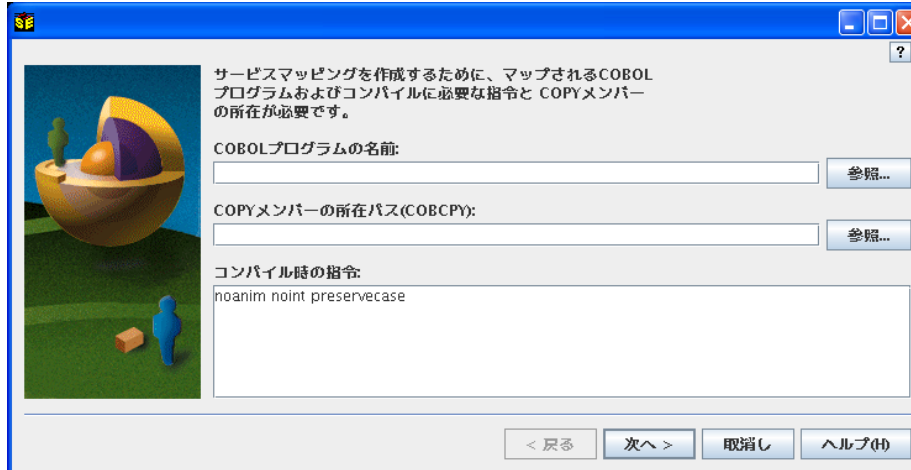 SE
?
サービスマッピングを作成するために、マップされるCOBOL
プログラムおよびコンパイルに必要な指令と COPYメンバー
の所在が必要です。
COBOLプログラムの名前:
参照...
COPYメンバーの所在パス(COBCPY):
参照...
コンパイル時の指令:
noanim noint preservecase
< 戻る
次へ >
取消し
ヘルプ(H)